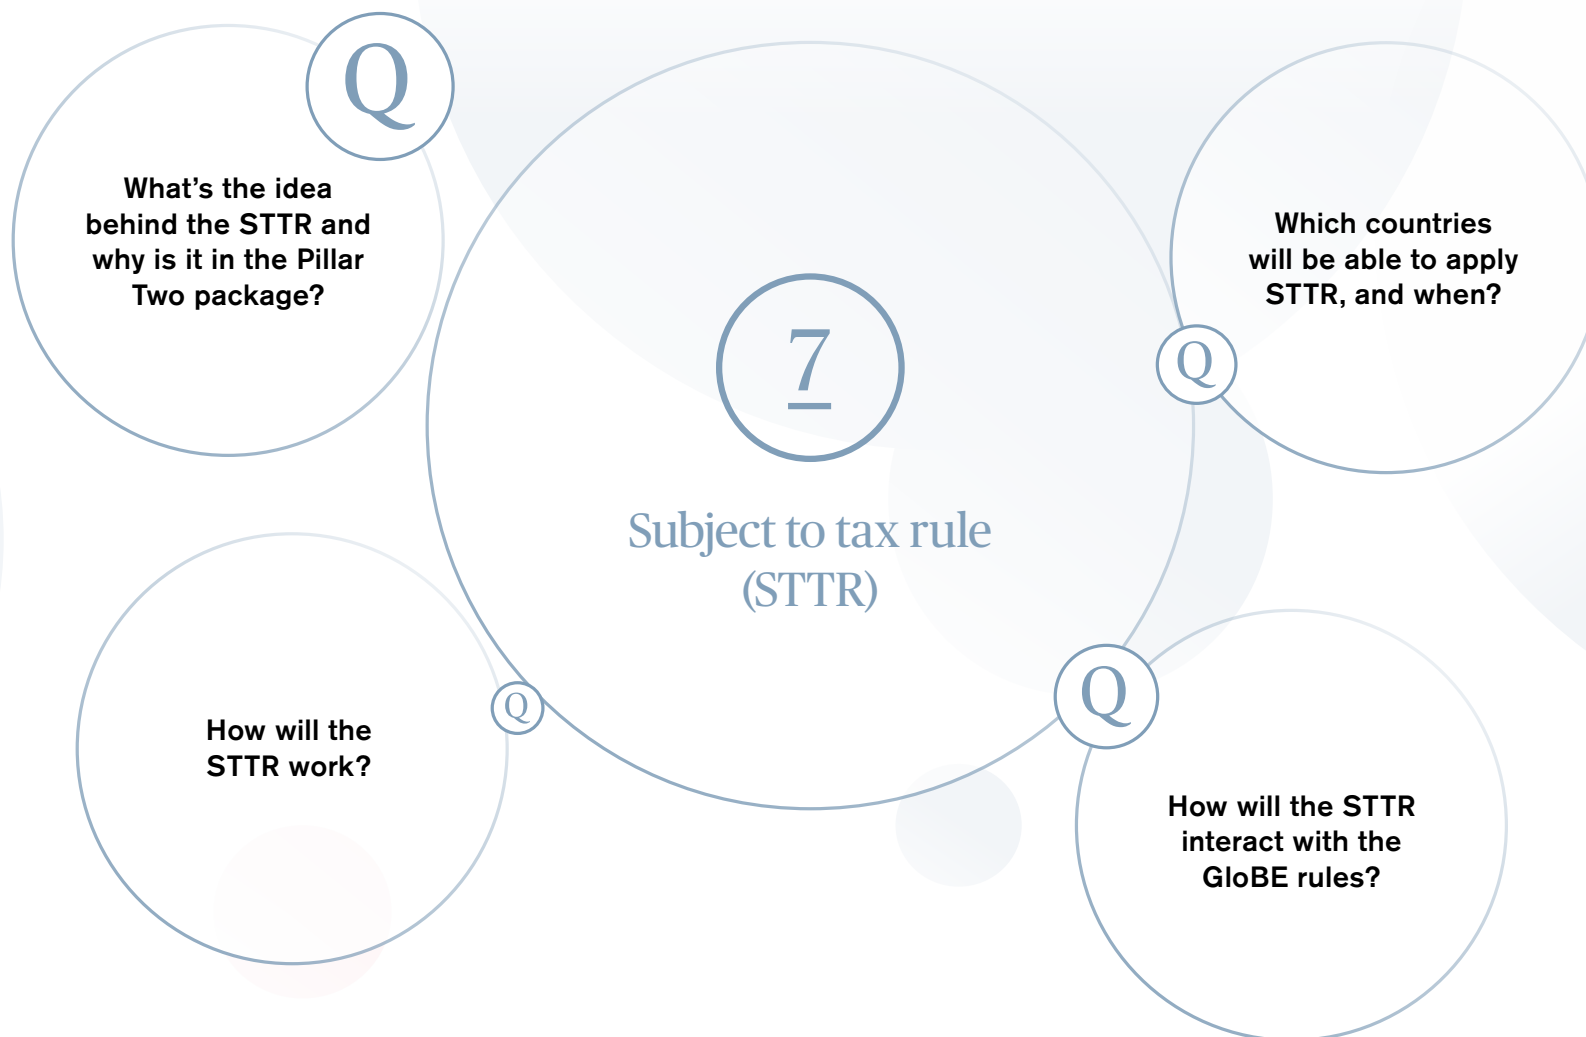 Q
What’s the idea
behind the STTR and
why is it in the Pillar
Two package?
Which countries
will be able to apply
STTR, and when?
Q
7
Subject to tax rule
(STTR)
How will the
STTR work?
Q
Q
How will the STTR
interact with the
GloBE rules?